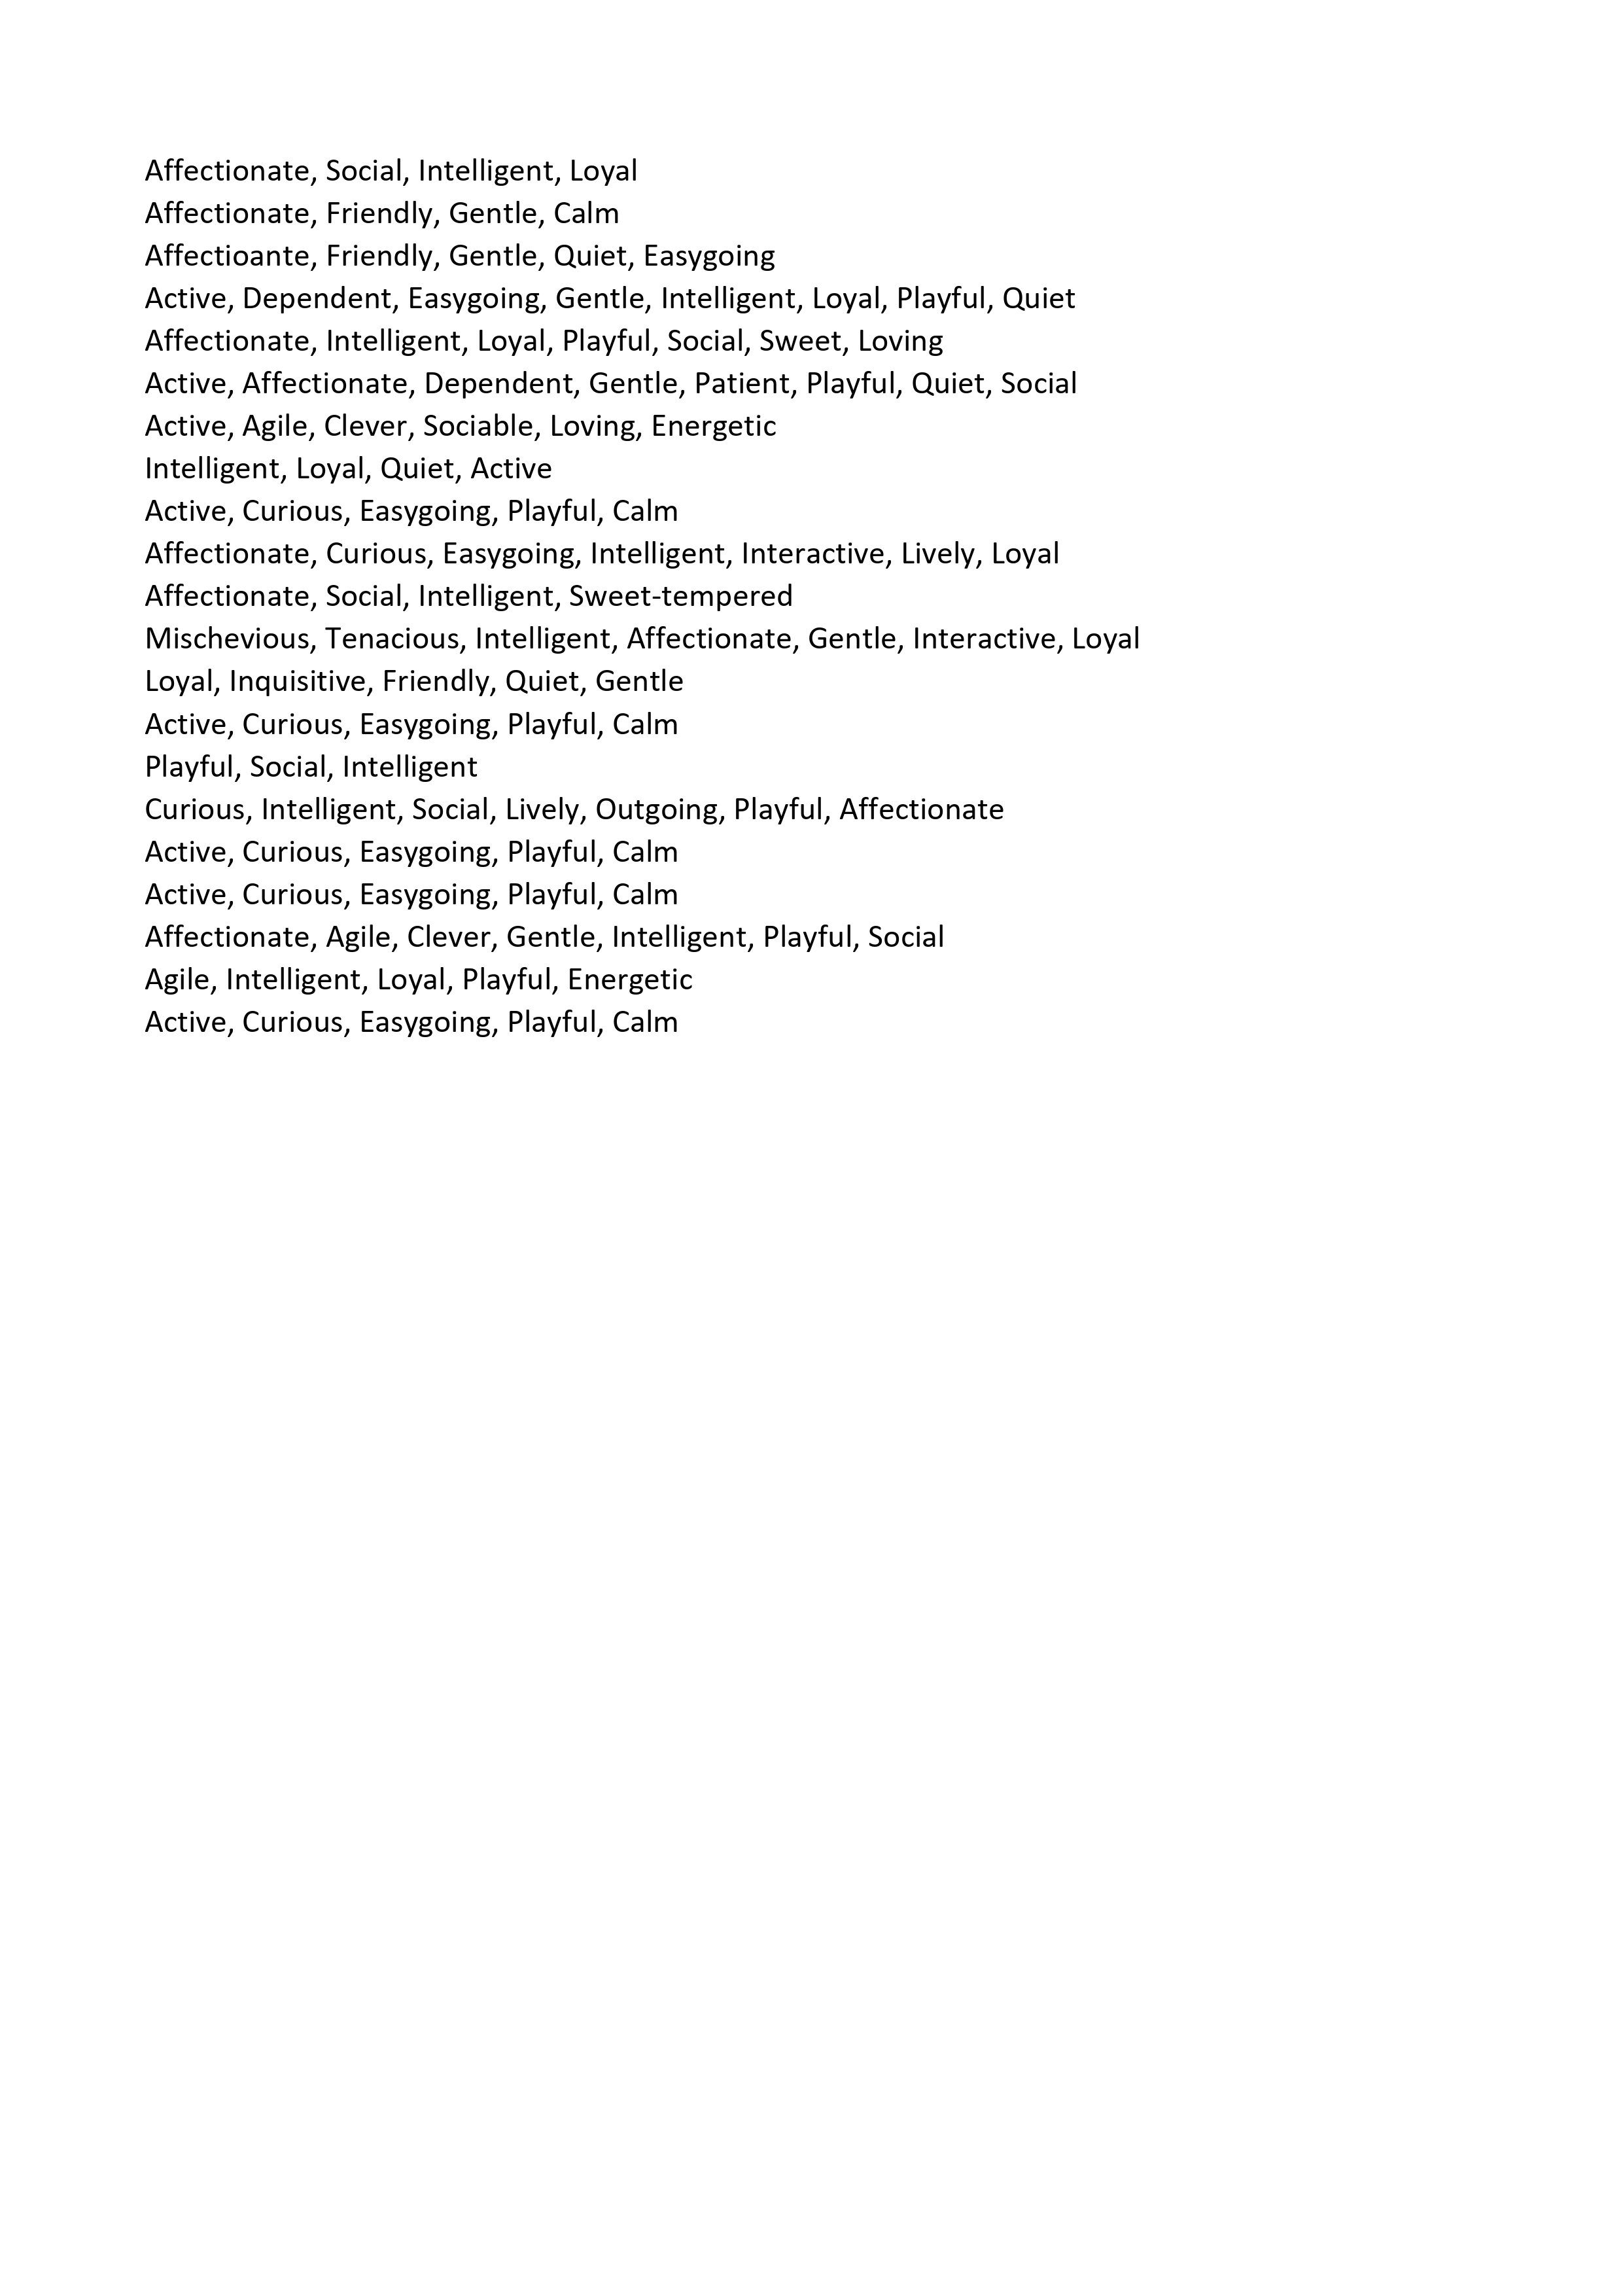 Affectionate, Social, Intelligent, Loyal
Affectionate, Friendly, Gentle, Calm
Affectioante, Friendly, Gentle, Quiet, Easygoing
Active, Dependent, Easygoing, Gentle, Intelligent, Loyal, Playful, Quiet
Affectionate, Intelligent, Loyal, Playful, Social, Sweet, Loving
Active, Affectionate, Dependent, Gentle, Patient, Playful, Quiet, Social
Active, Agile, Clever, Sociable, Loving, Energetic
Intelligent, Loyal, Quiet, Active
Active, Curious, Easygoing, Playful, Calm
Affectionate, Curious, Easygoing, Intelligent, Interactive, Lively, Loyal
Affectionate, Social, Intelligent, Sweet-tempered
Mischevious, Tenacious, Intelligent, Affectionate, Gentle, Interactive, Loyal
Loyal, Inquisitive, Friendly, Quiet, Gentle
Active, Curious, Easygoing, Playful, Calm
Playful, Social, Intelligent
Curious, Intelligent, Social, Lively, Outgoing, Playful, Affectionate
Active, Curious, Easygoing, Playful, Calm
Active, Curious, Easygoing, Playful, Calm
Affectionate, Agile, Clever, Gentle, Intelligent, Playful, Social
Agile, Intelligent, Loyal, Playful, Energetic
Active, Curious, Easygoing, Playful, Calm